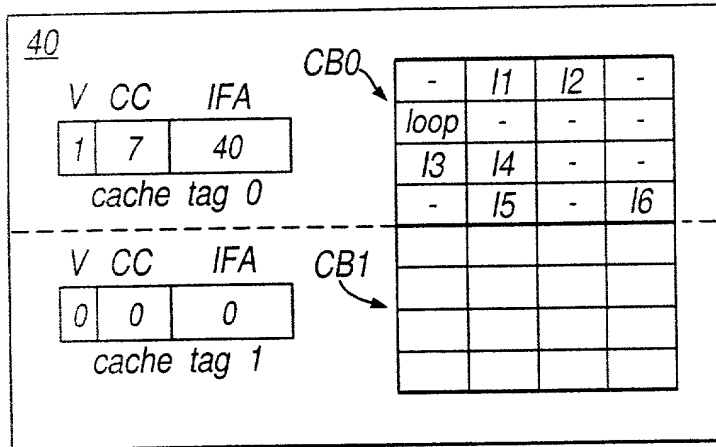 40
V CC IFA
1 7 40
cache tag 0
CB0
- I1 I2 -
loop - - -
I3 I4 - -
- I5 - I6
V CC IFA
0 0 0
cache tag 1
CB1